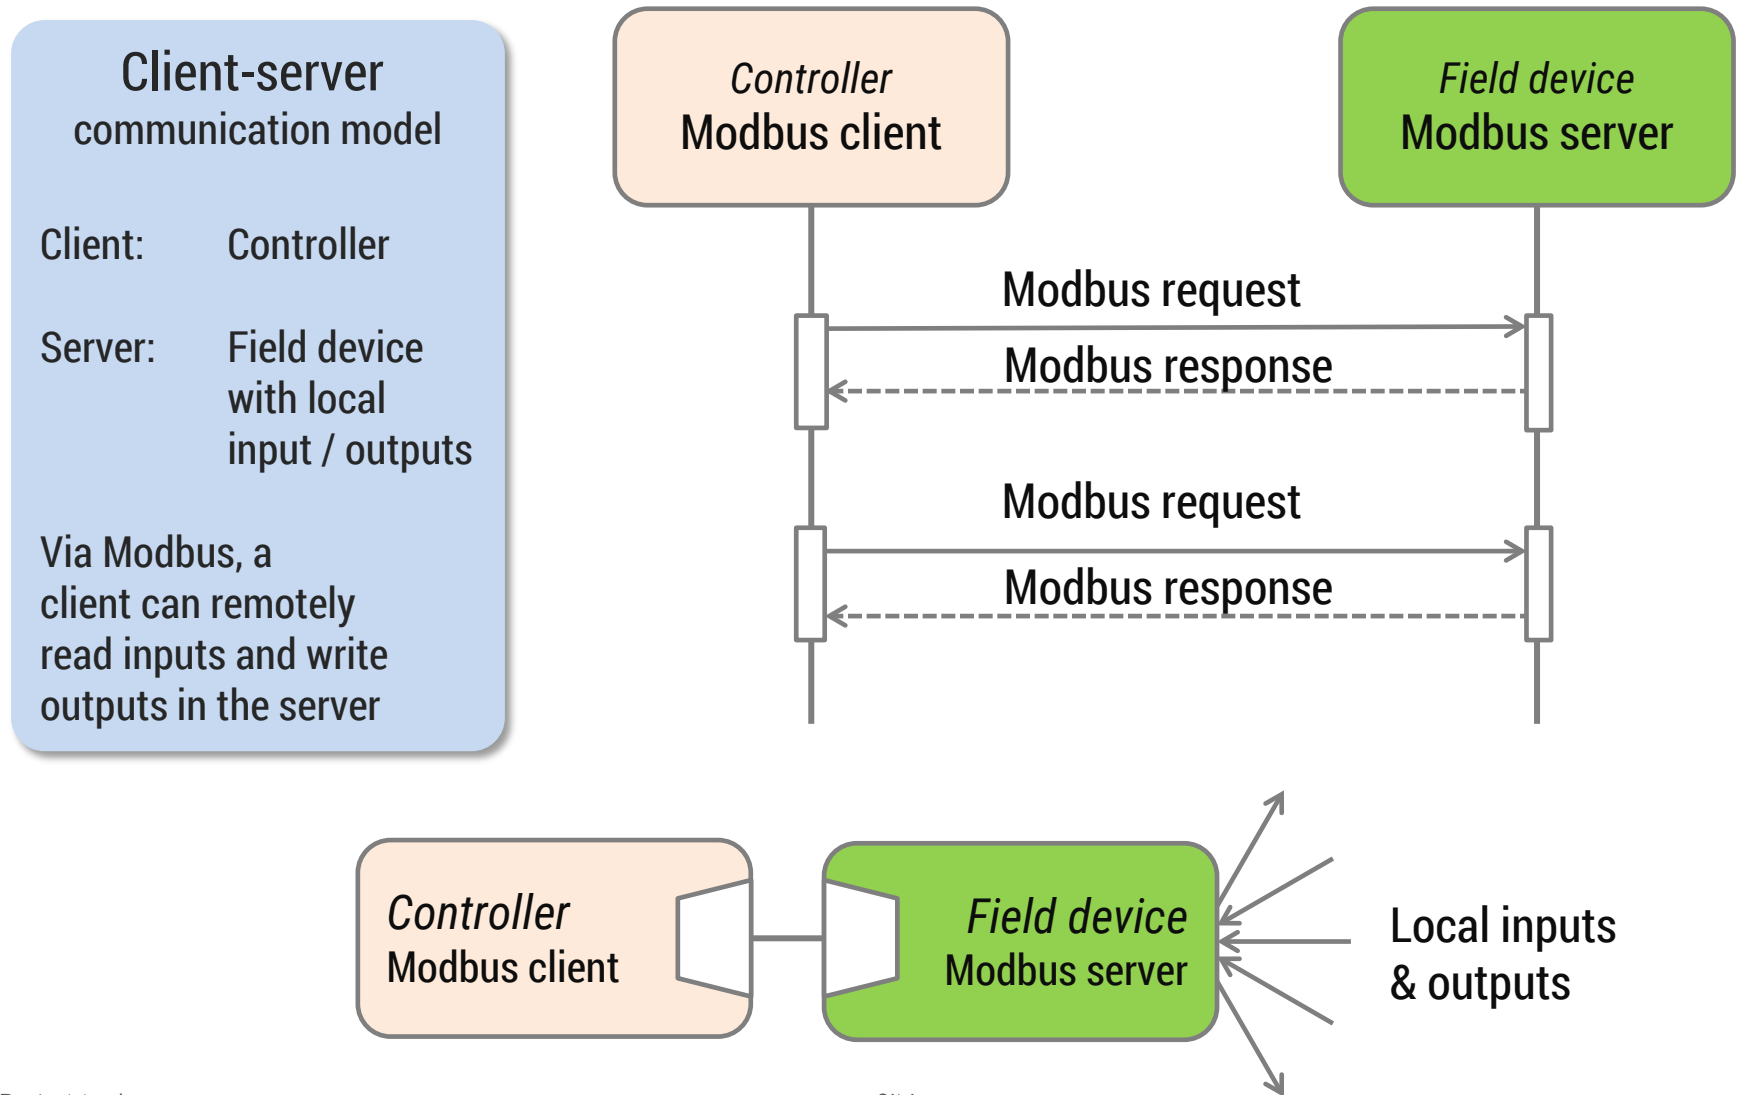 Client-server
communication model
Client: Controller
Server: Field device
with local
input / outputs
Via Modbus, a
client can remotely
read inputs and write
outputs in the server
Controller
Modbus client
Field device
Modbus server
Modbus request
Modbus response
Modbus request
Modbus response
Controller
Modbus client
Field device
Modbus server
Local inputs
& outputs